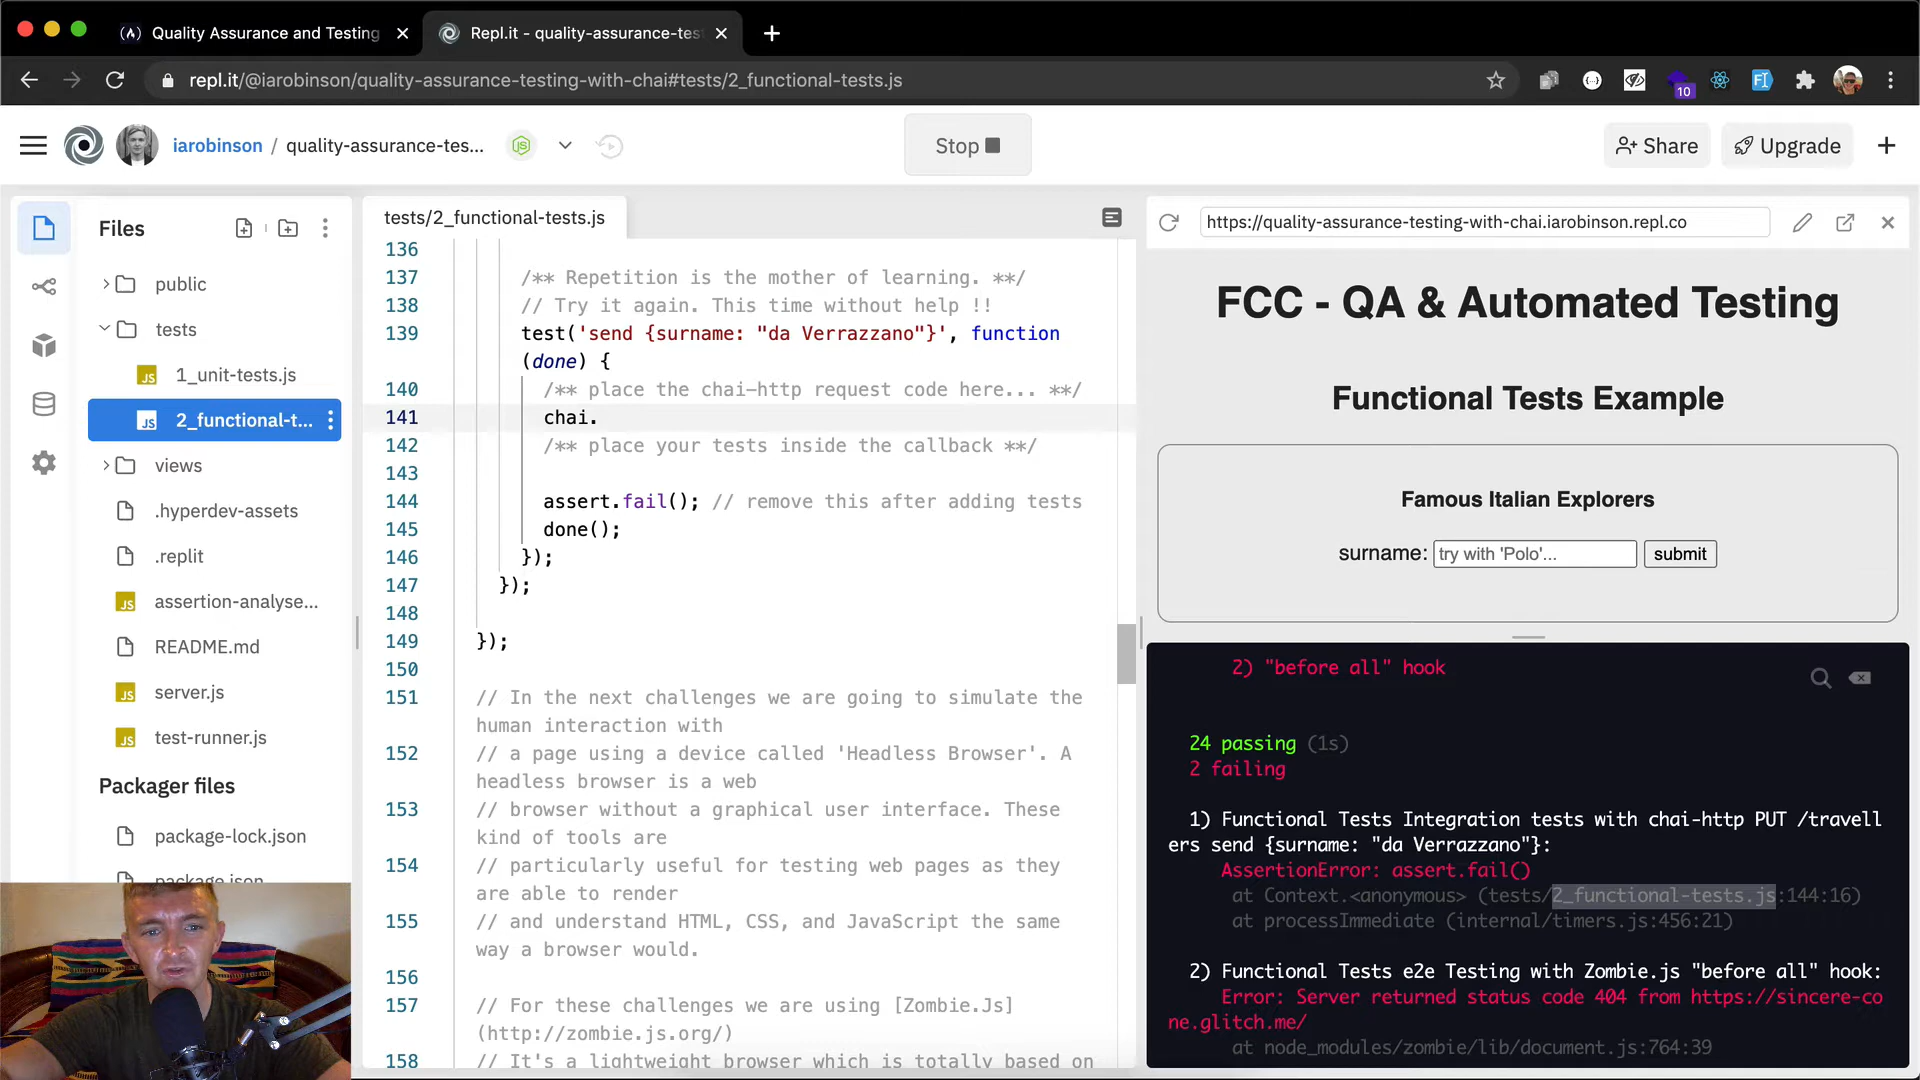 Quality Assurance and Testing
Repl.it - quality-assurance-tes
repl.it/@iarobinson/quality-assurance-testing-with-chai#tests/2_functional-tests.js
10
iarobinson / quality-assurance-tes...
Stop
Share
Upgrade
Files
public
tests
1_unit-tests.js
2_functional-t...
views
.hyperdev-assets
.replit
assertion-analyse...
README.md
server.js
test-runner.js
Packager files
package-lock.json
package.json
tests/2_functional-tests.js
136
137 /** Repetition is the mother of learning. **/
138 // Try it again. This time without help !!
139 test('send {surname: "da Verrazzano"}', function
(done) {
140 /** place the chai-http request code here... **/
141 chai.
142 /** place your tests inside the callback **/
143
144 assert.fail(); // remove this after adding tests
145 done();
146 });
147 });
148
149 });
150
151 // In the next challenges we are going to simulate the
human interaction with
152 // a page using a device called 'Headless Browser'. A
headless browser is a web
153 // browser without a graphical user interface. These
kind of tools are
154 // particularly useful for testing web pages as they
are able to render
155 // and understand HTML, CSS, and JavaScript the same
way a browser would.
156
157 // For these challenges we are using [Zombie.Js]
(http://zombie.js.org/)
158 // It's a lightweight browser which is totally based on
https://quality-assurance-testing-with-chai.iarobinson.repl.co
FCC - QA & Automated Testing
Functional Tests Example
Famous Italian Explorers
surname: try with 'Polo'... submit
2) "before all" hook
24 passing (1s)
2 failing
1) Functional Tests Integration tests with chai-http PUT /travell
ers send {surname: "da Verrazzano"}:
AssertionError: assert.fail()
at Context.<anonymous> (tests/2_functional-tests.js:144:16)
at processImmediate (internal/timers.js:456:21)
2) Functional Tests e2e Testing with Zombie.js "before all" hook:
Error: Server returned status code 404 from https://sincere-co
ne.glitch.me/
at node_modules/zombie/lib/document.js:764:39